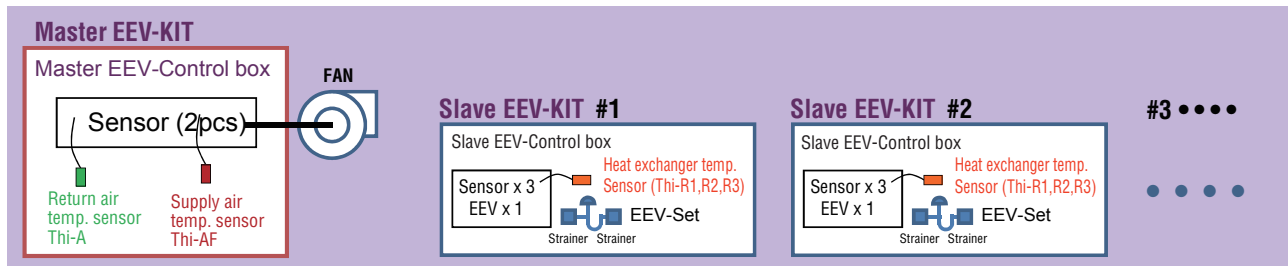 Master EEV-KIT
Master EEV-Control box
Sensor (2pcs)
Return air
temp. sensor
Thi-A
Supply air
temp. sensor
Thi-AF
FAN
Slave EEV-KIT #1
Slave EEV-Control box
Sensor x 3
EEV x 1
Heat exchanger temp.
Sensor (Thi-R1,R2,R3)
EEV-Set
Strainer Strainer
Slave EEV-KIT #2
Slave EEV-Control box
Sensor x 3
EEV x 1
Heat exchanger temp.
Sensor (Thi-R1,R2,R3)
EEV-Set
Strainer Strainer
#3 ••••